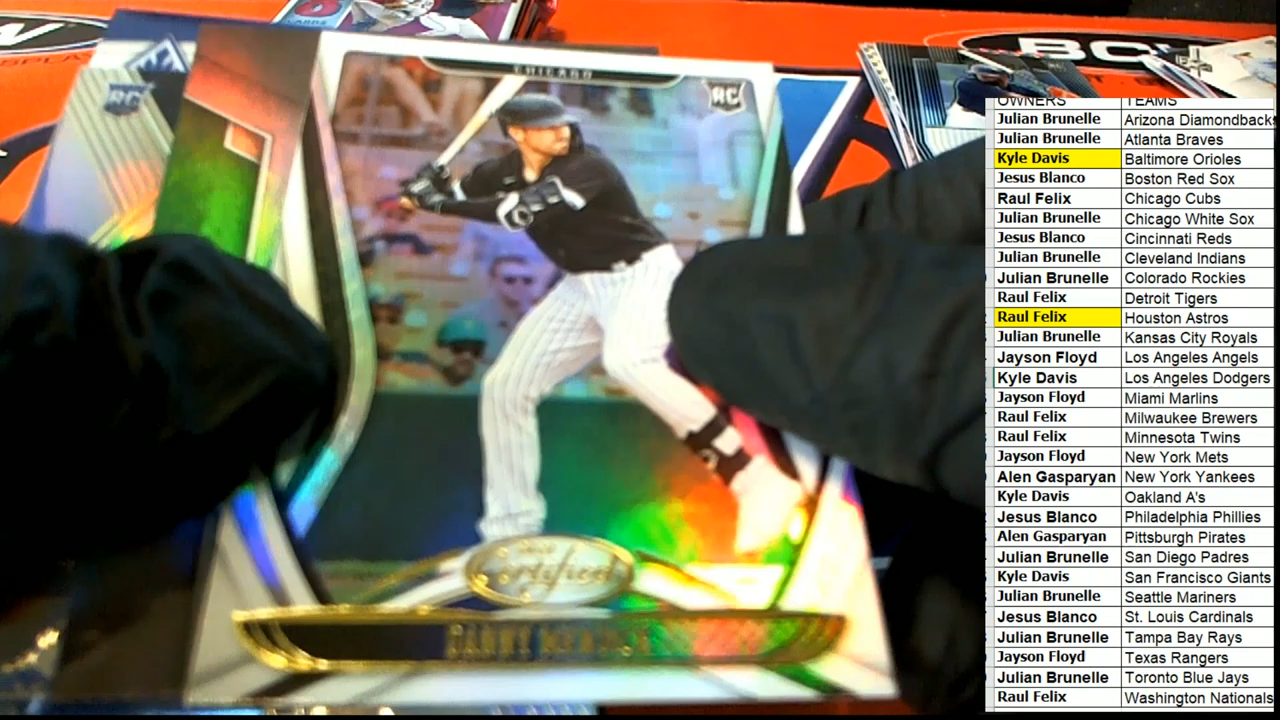 CARDS
RC
CHICAGO
RC
BOW
Certified
DANNY MENDICK
OWNERS TEAMS
Julian Brunelle Arizona Diamondbacks
Julian Brunelle Atlanta Braves
Kyle Davis Baltimore Orioles
Jesus Blanco Boston Red Sox
Raul Felix Chicago Cubs
Julian Brunelle Chicago White Sox
Jesus Blanco Cincinnati Reds
Julian Brunelle Cleveland Indians
Julian Brunelle Colorado Rockies
Raul Felix Detroit Tigers
Raul Felix Houston Astros
Julian Brunelle Kansas City Royals
Jayson Floyd Los Angeles Angels
Kyle Davis Los Angeles Dodgers
Jayson Floyd Miami Marlins
Raul Felix Milwaukee Brewers
Raul Felix Minnesota Twins
Jayson Floyd New York Mets
Alen Gasparyan New York Yankees
Kyle Davis Oakland A's
Jesus Blanco Philadelphia Phillies
Alen Gasparyan Pittsburgh Pirates
Julian Brunelle San Diego Padres
Kyle Davis San Francisco Giants
Julian Brunelle Seattle Mariners
Jesus Blanco St. Louis Cardinals
Julian Brunelle Tampa Bay Rays
Jayson Floyd Texas Rangers
Julian Brunelle Toronto Blue Jays
Raul Felix Washington Nationals